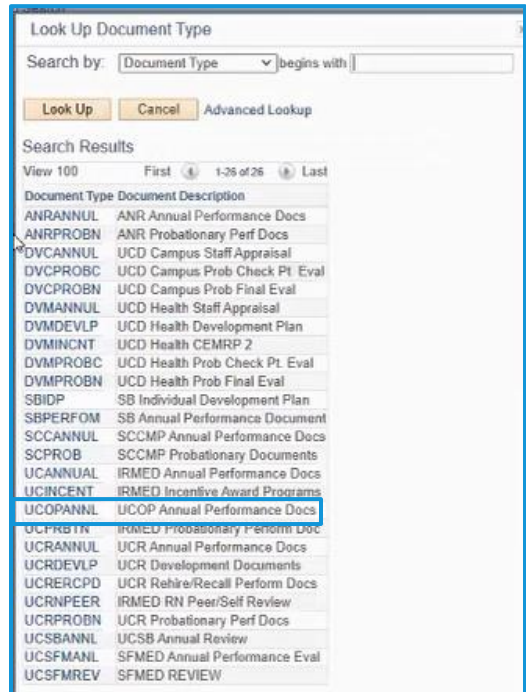 Look Up Document Type
Search by: Document Type begins with
Look Up Cancel Advanced Lookup
Search Results
View 100 First 1-26 of 26 Last
Document Type Document Description
ANRANNUL ANR Annual Performance Docs
ANRPROBN ANR Probationary Perf Docs
DVCANNUL UCD Campus Staff Appraisal
DVCPROBC UCD Campus Prob Check Pt. Eval
DVCPROBN UCD Campus Prob Final Eval
DVMANNUL UCD Health Staff Appraisal
DVMDEVLP UCD Health Development Plan
DVMINCNT UCD Health CEMRP 2
DVMPROBC UCD Health Prob Check Pt. Eval
DVMPROBN UCD Health Prob Final Eval
SBIDP SB Individual Development Plan
SBPERFOM SB Annual Performance Document
SCCANNUL SCCMP Annual Performance Docs
SCPROB SCCMP Probationary Documents
UCANNUAL IRMED Annual Performance Docs
UCINCENT IRMED Incentive Award Programs
UCOPANNL UCOP Annual Performance Docs
UCPRBTN IRMED Probationary Perform Doc
UCRANNUL UCR Annual Performance Docs
UCRDEVLP UCR Development Documents
UCRERCPD UCR Rehire/Recall Perform Docs
UCRNPEER IRMED RN Peer/Self Review
UCRPROBN UCR Probationary Perf Docs
UCSBANNL UCSB Annual Review
UCSFMANL SFMED Annual Performance Eval
UCSFMREV SFMED REVIEW